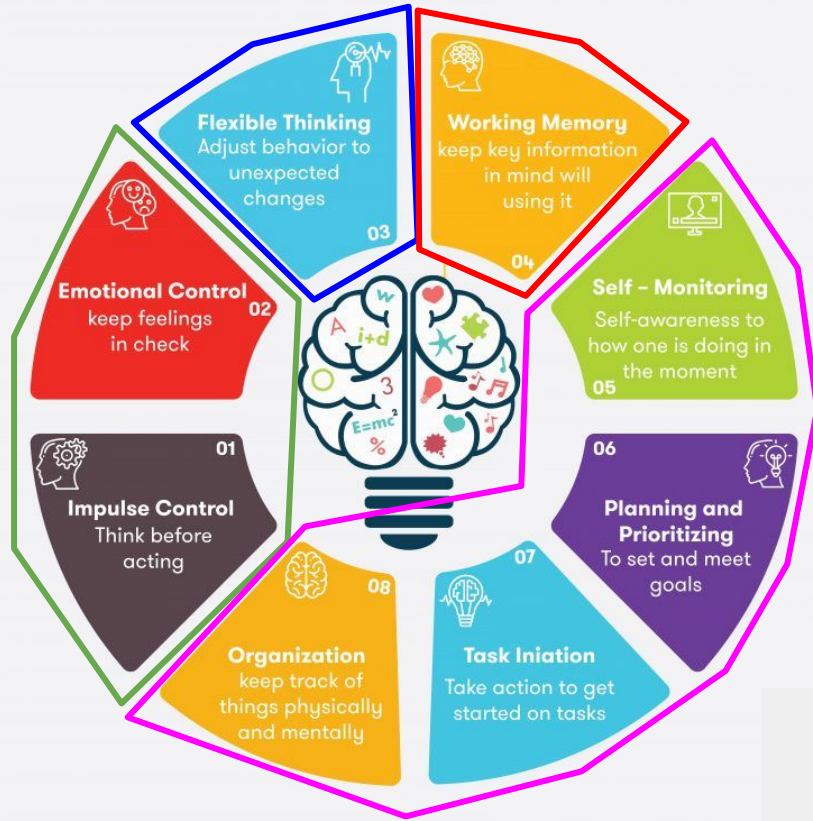 Impulse Control
Think before
acting
01
Emotional Control
keep feelings
in check
02
Flexible Thinking
Adjust behavior to
unexpected
changes
03
Working Memory
keep key information
in mind will
using it
04
Self - Monitoring
Self-awareness to
how one is doing in
the moment
05
06
Planning and
Prioritizing
To set and meet
goals
07
Task Iniation
Take action to get
started on tasks
08
Organization
keep track of
things physically
and mentally
w
A
i+d
3
E=mc²
%